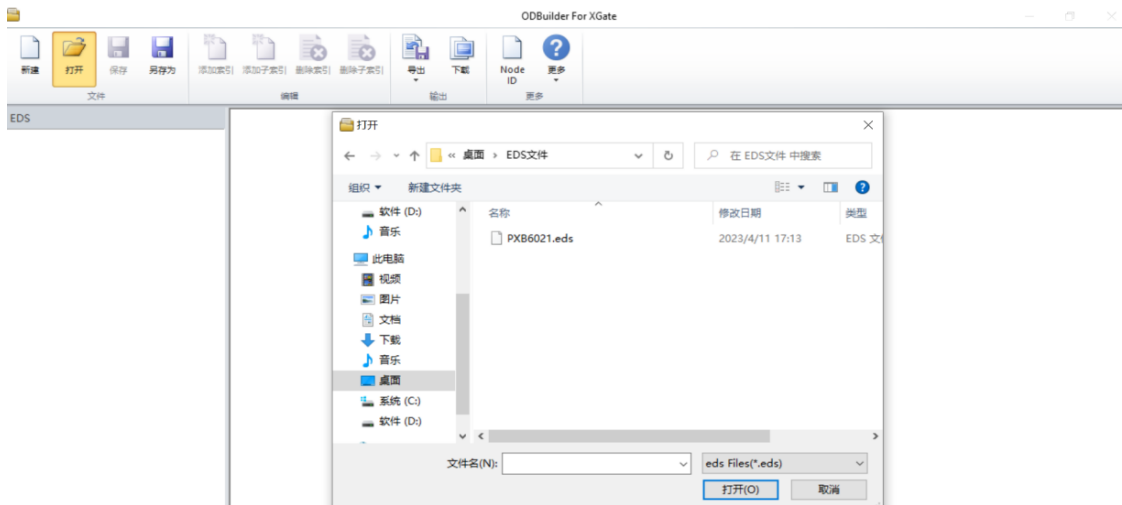 ODBuilder For XGate
新建
打开
保存
另存为
添加索引
添加子索引
删除索引
删除子索引
导出
下载
Node ID
更多
文件
编辑
输出
更多
EDS
打开
« 桌面 › EDS文件
在 EDS文件 中搜索
组织
新建文件夹
软件 (D:)
音乐
此电脑
视频
图片
文档
下载
音乐
桌面
系统 (C:)
软件 (D:)
名称
修改日期
类型
PXB6021.eds
2023/4/11 17:13
EDS 文
文件名(N):
eds Files(*.eds)
打开(O)
取消